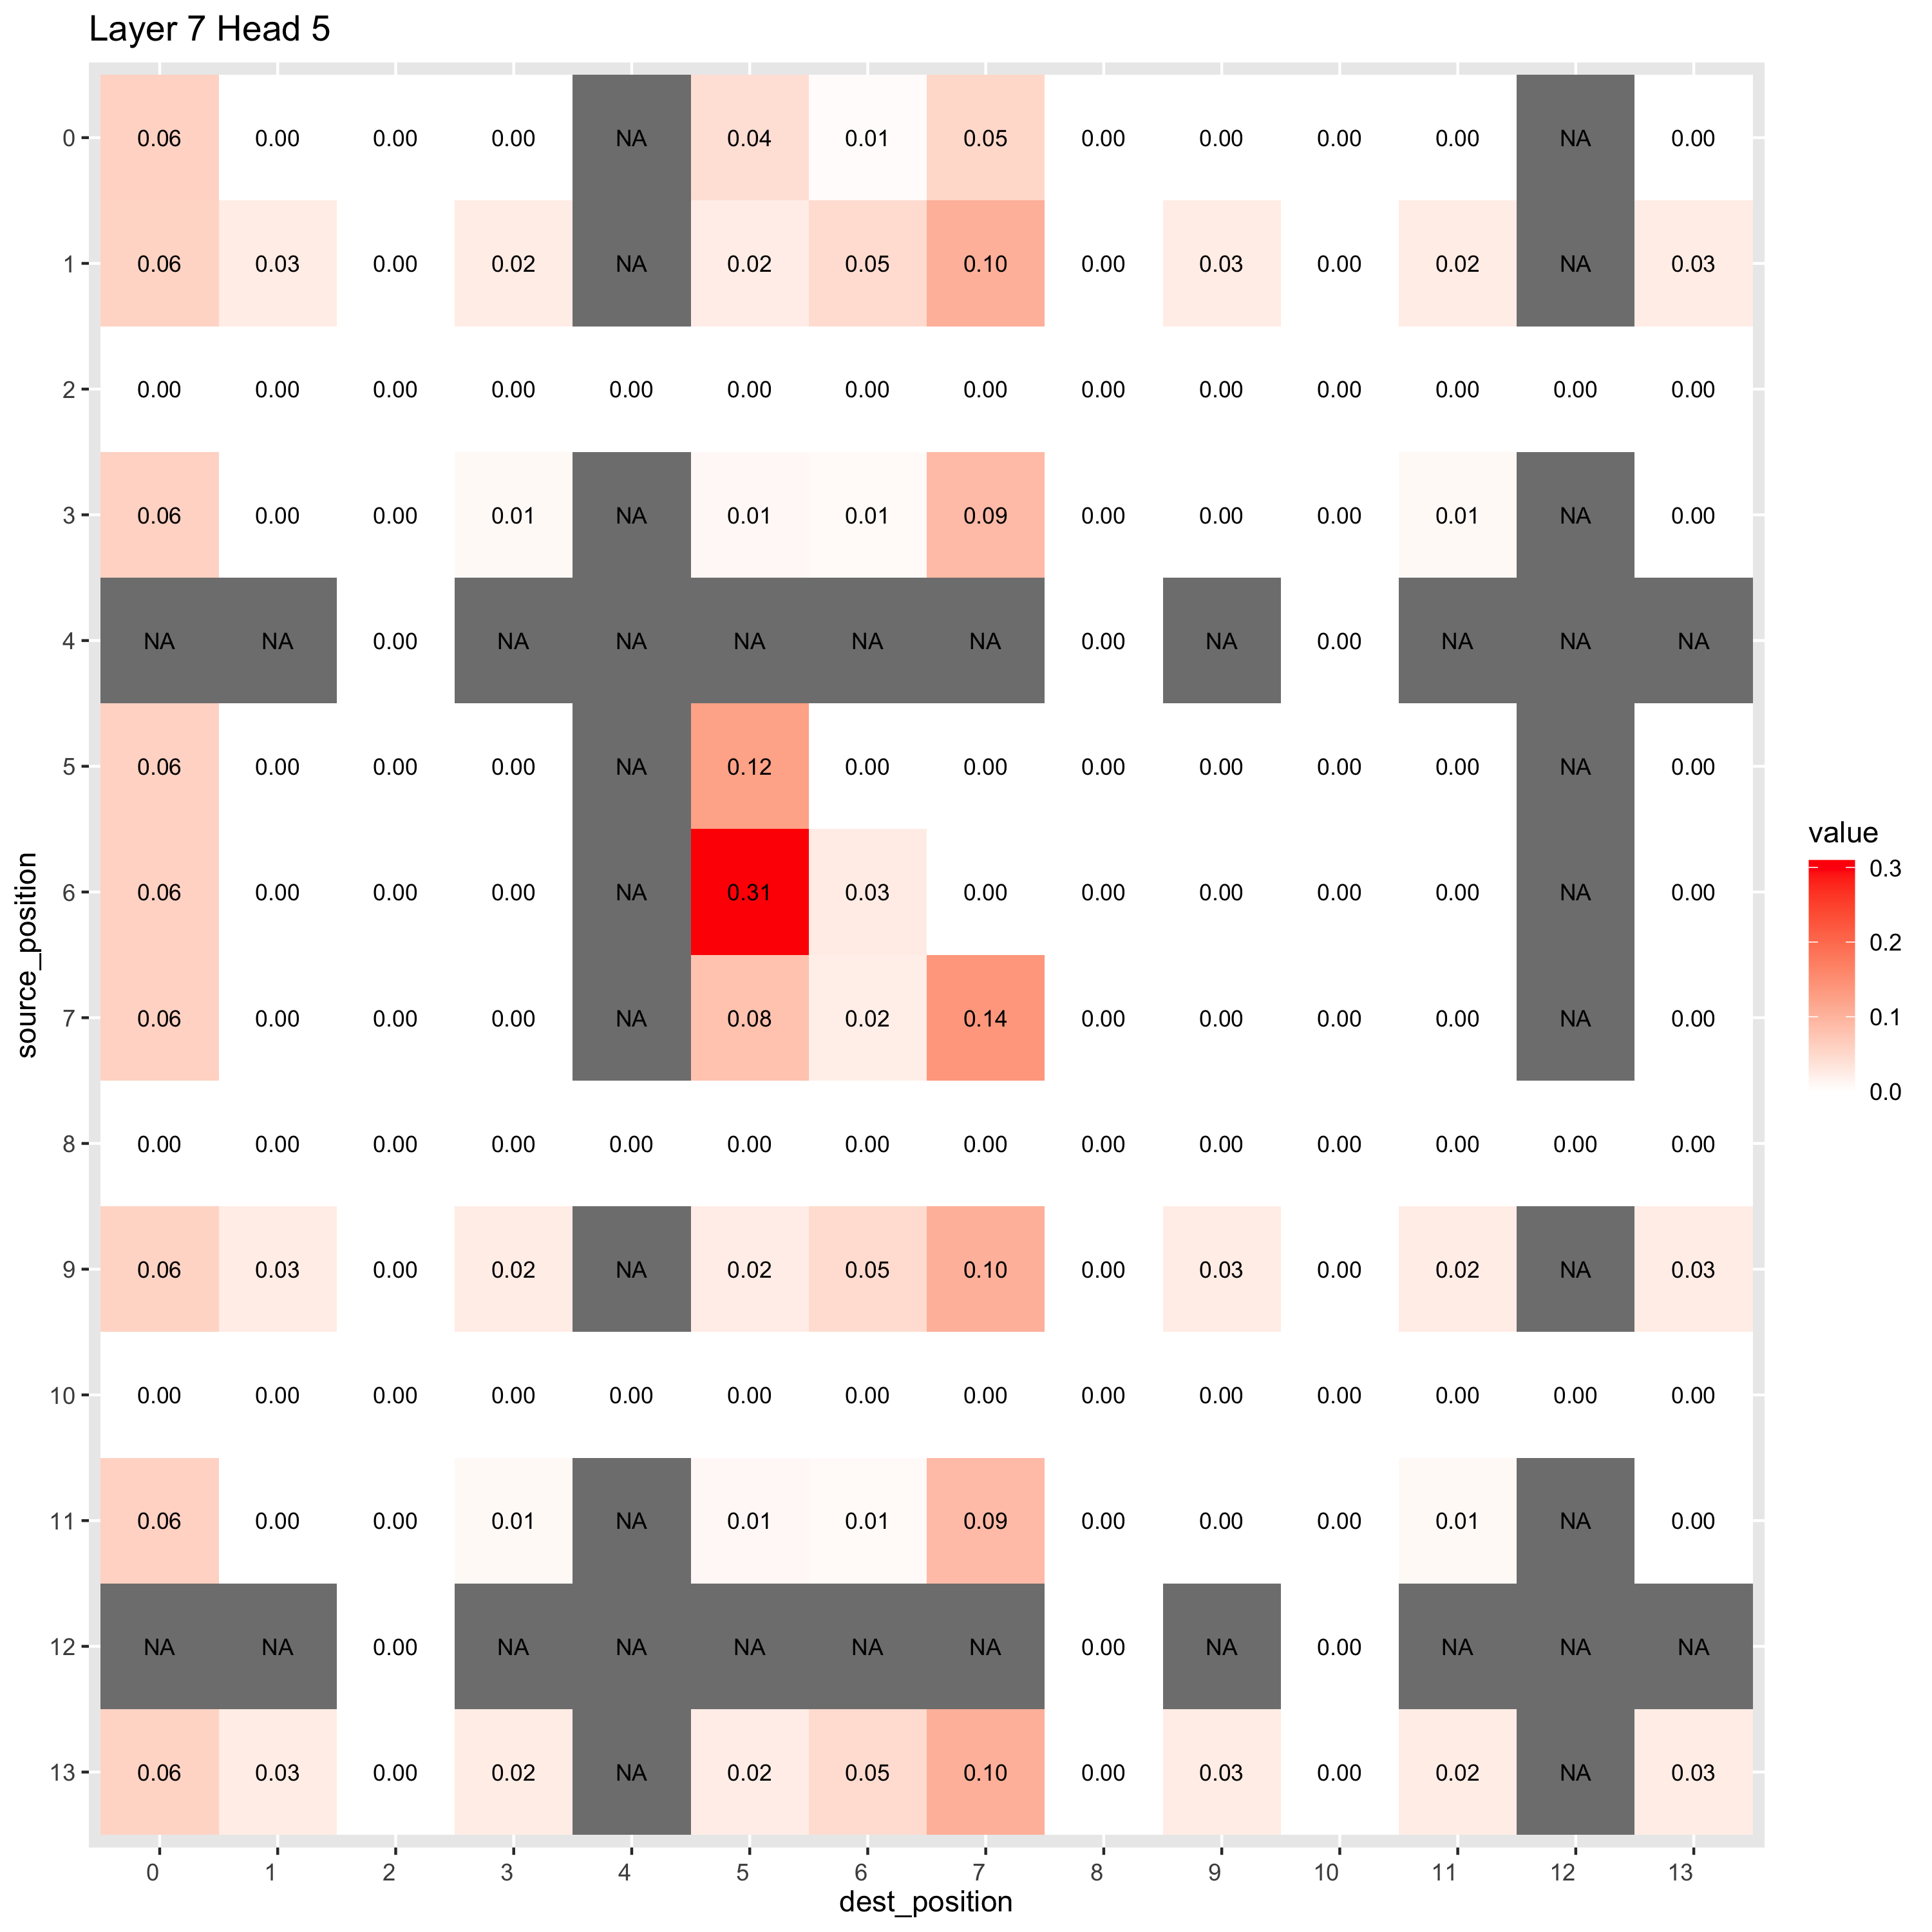 Layer 7 Head 5
0 0.06 0.00 0.00 0.00 NA 0.04 0.01 0.05 0.00 0.00 0.00 0.00 NA 0.00
1 0.06 0.03 0.00 0.02 NA 0.02 0.05 0.10 0.00 0.03 0.00 0.02 NA 0.03
2 0.00 0.00 0.00 0.00 0.00 0.00 0.00 0.00 0.00 0.00 0.00 0.00 0.00 0.00
3 0.06 0.00 0.00 0.01 NA 0.01 0.01 0.09 0.00 0.00 0.00 0.01 NA 0.00
4 NA NA 0.00 NA NA NA NA NA 0.00 NA 0.00 NA NA NA
5 0.06 0.00 0.00 0.00 NA 0.12 0.00 0.00 0.00 0.00 0.00 0.00 NA 0.00
6 0.06 0.00 0.00 0.00 NA 0.31 0.03 0.00 0.00 0.00 0.00 0.00 NA 0.00
7 0.06 0.00 0.00 0.00 NA 0.08 0.02 0.14 0.00 0.00 0.00 0.00 NA 0.00
8 0.00 0.00 0.00 0.00 0.00 0.00 0.00 0.00 0.00 0.00 0.00 0.00 0.00 0.00
9 0.06 0.03 0.00 0.02 NA 0.02 0.05 0.10 0.00 0.03 0.00 0.02 NA 0.03
10 0.00 0.00 0.00 0.00 0.00 0.00 0.00 0.00 0.00 0.00 0.00 0.00 0.00 0.00
11 0.06 0.00 0.00 0.01 NA 0.01 0.01 0.09 0.00 0.00 0.00 0.01 NA 0.00
12 NA NA 0.00 NA NA NA NA NA 0.00 NA 0.00 NA NA NA
13 0.06 0.03 0.00 0.02 NA 0.02 0.05 0.10 0.00 0.03 0.00 0.02 NA 0.03
0 1 2 3 4 5 6 7 8 9 10 11 12 13
dest_position
source_position
value
0.3
0.2
0.1
0.0